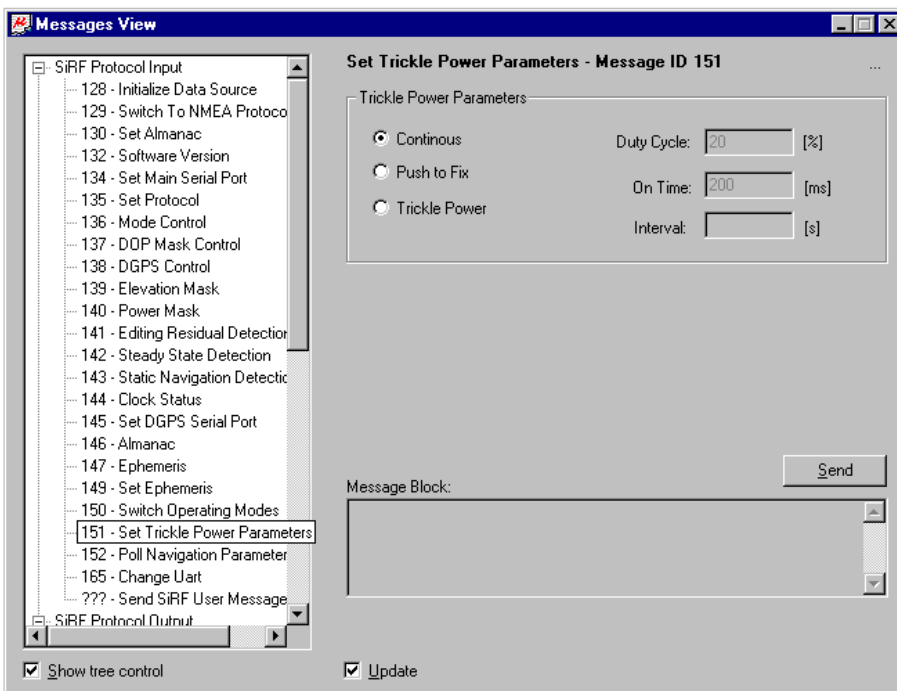 Messages View
SiRF Protocol Input
128 - Initialize Data Source
129 - Switch To NMEA Protoco
130 - Set Almanac
132 - Software Version
134 - Set Main Serial Port
135 - Set Protocol
136 - Mode Control
137 - DOP Mask Control
138 - DGPS Control
139 - Elevation Mask
140 - Power Mask
141 - Editing Residual Detection
142 - Steady State Detection
143 - Static Navigation Detectic
144 - Clock Status
145 - Set DGPS Serial Port
146 - Almanac
147 - Ephemeris
149 - Set Ephemeris
150 - Switch Operating Modes
151 - Set Trickle Power Parameters
152 - Poll Navigation Parameter
165 - Change Uart
??? - Send SiRF User Message
SiRF Protocol Output
Show tree control
Set Trickle Power Parameters - Message ID 151
...
Trickle Power Parameters
Continous
Push to Fix
Trickle Power
Duty Cycle: 20 [%]
On Time: 200 [ms]
Interval: [s]
Send
Message Block:
Update